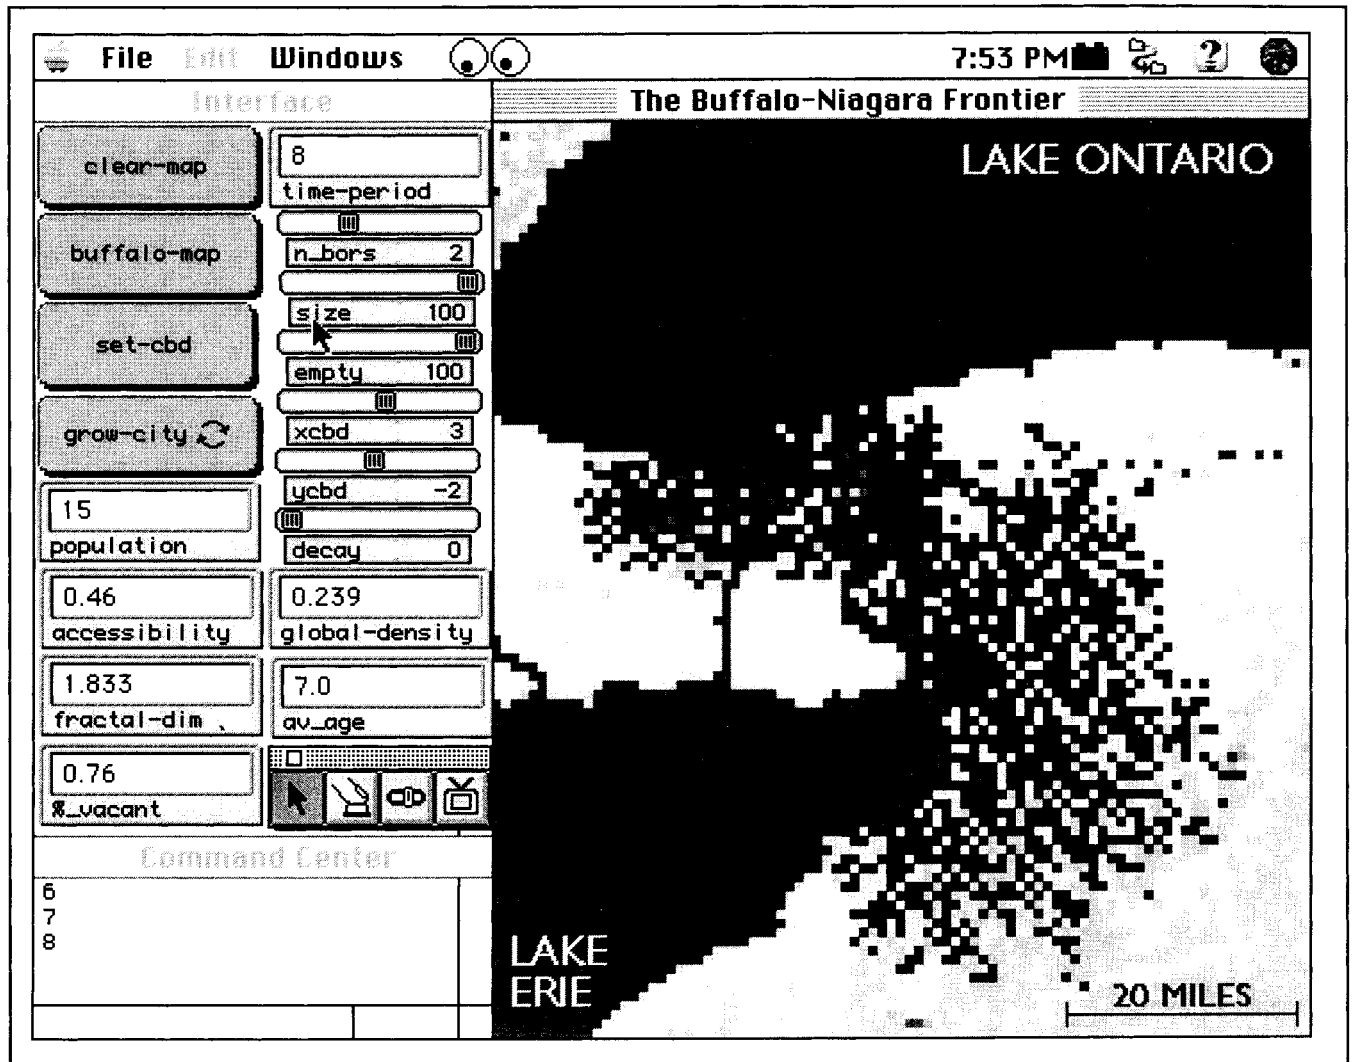 File Edit Windows 7:53 PM
Interface
The Buffalo-Niagara Frontier
clear-map
8
time-period
buffalo-map
n_bors 2
size 100
set-cbd
empty 100
grow-city
xcbd 3
ycbd -2
15
population
decay 0
0.46
accessibility
0.239
global-density
1.833
fractal-dim
7.0
av_age
0.76
%_vacant
Command Center
6
7
8
LAKE ONTARIO
LAKE
ERIE
20 MILES